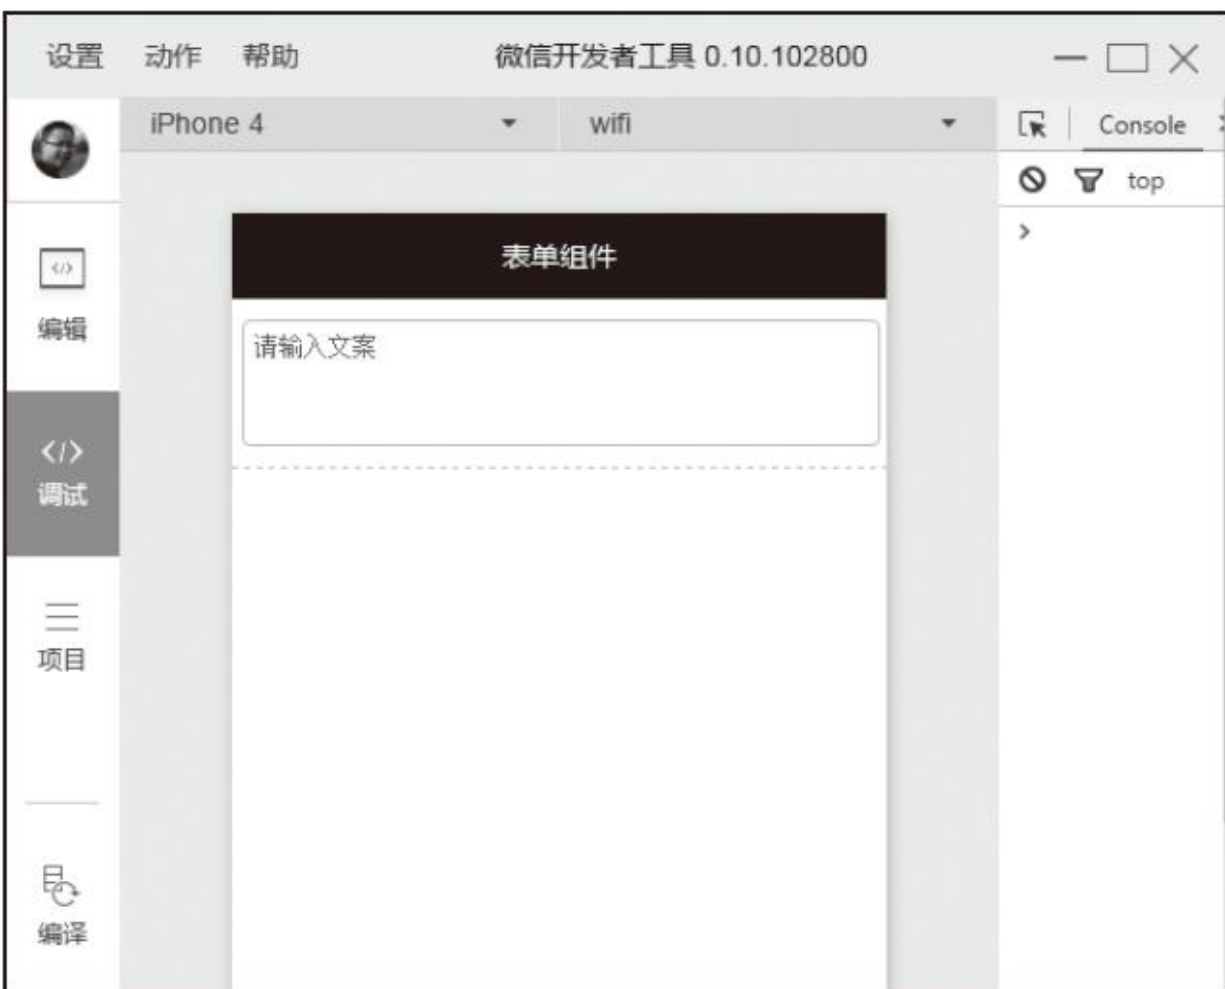 设置 动作 帮助 微信开发者工具 0.10.102800
iPhone 4 wifi Console
top
表单组件
请输入文案
编辑
调试
项目
编译